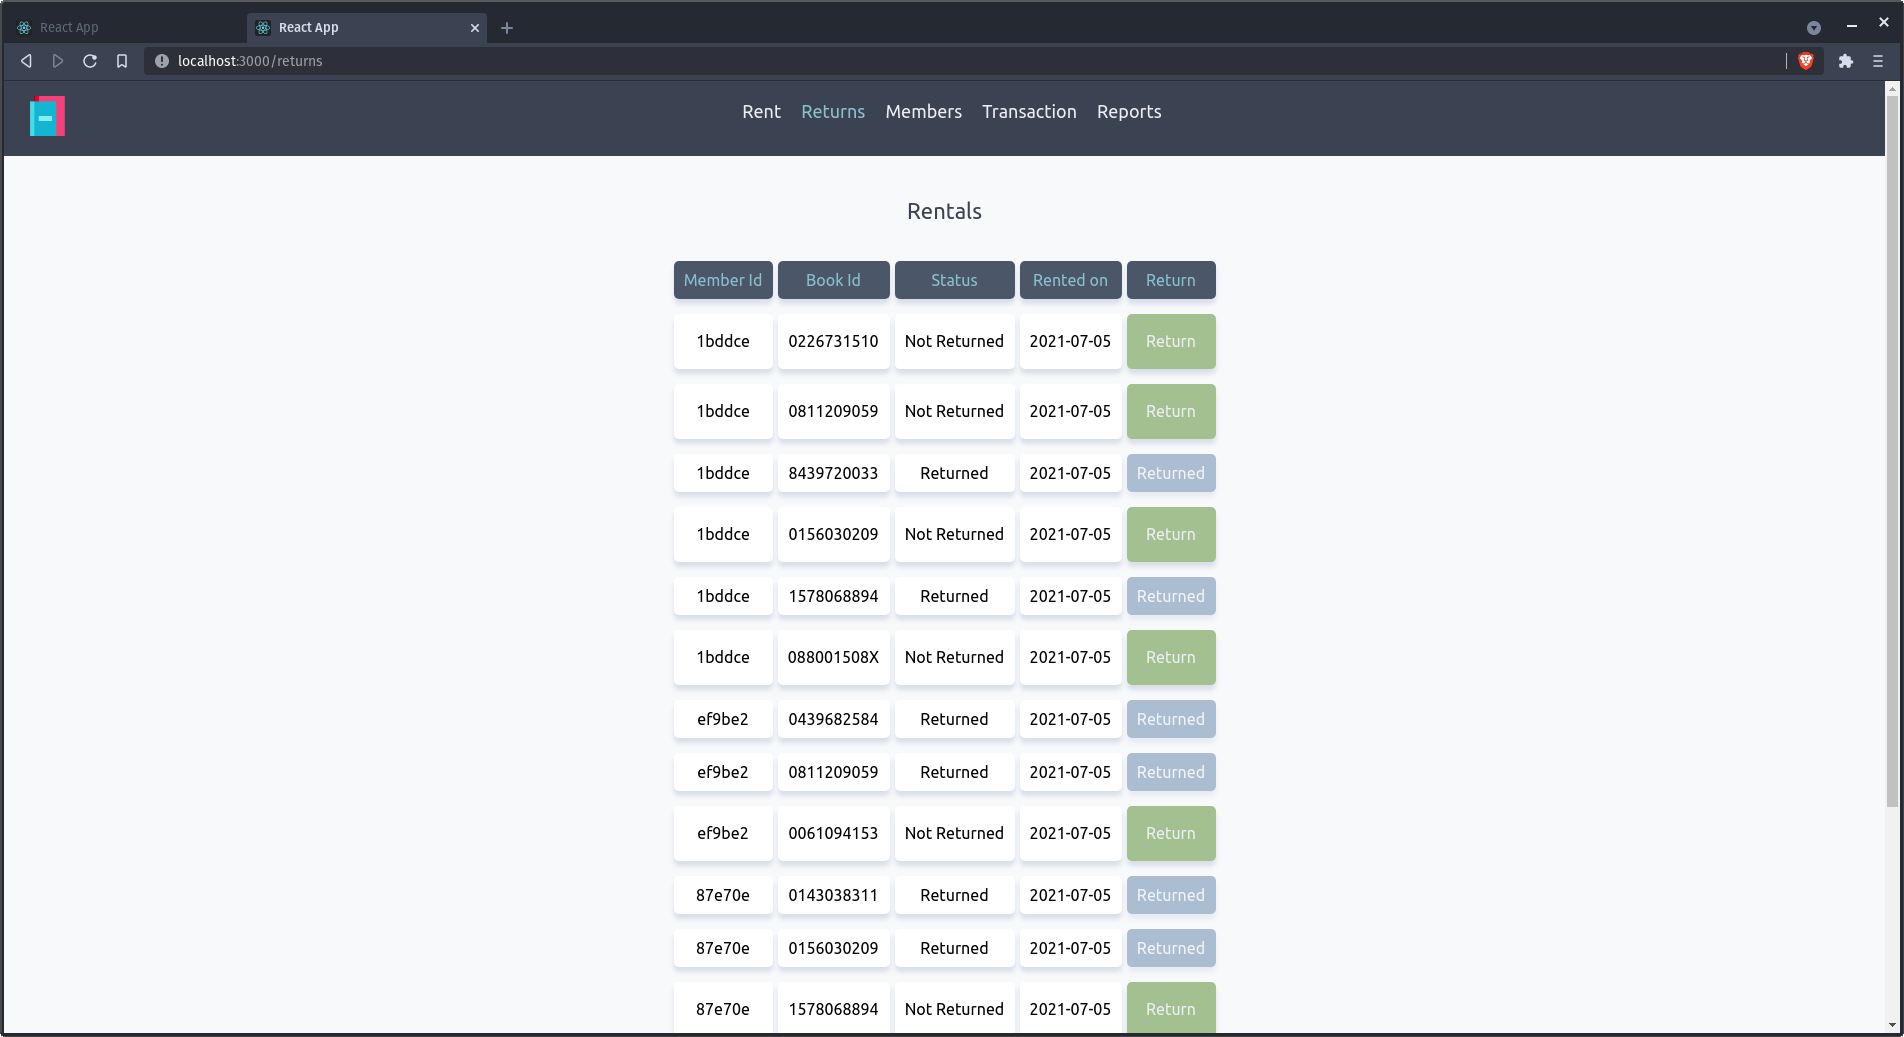 React App React App
localhost:3000/returns
Rent Returns Members Transaction Reports
Rentals
Member Id Book Id Status Rented on Return
1bddce 0226731510 Not Returned 2021-07-05 Return
1bddce 0811209059 Not Returned 2021-07-05 Return
1bddce 8439720033 Returned 2021-07-05 Returned
1bddce 0156030209 Not Returned 2021-07-05 Return
1bddce 1578068894 Returned 2021-07-05 Returned
1bddce 088001508X Not Returned 2021-07-05 Return
ef9be2 0439682584 Returned 2021-07-05 Returned
ef9be2 0811209059 Returned 2021-07-05 Returned
ef9be2 0061094153 Not Returned 2021-07-05 Return
87e70e 0143038311 Returned 2021-07-05 Returned
87e70e 0156030209 Returned 2021-07-05 Returned
87e70e 1578068894 Not Returned 2021-07-05 Return